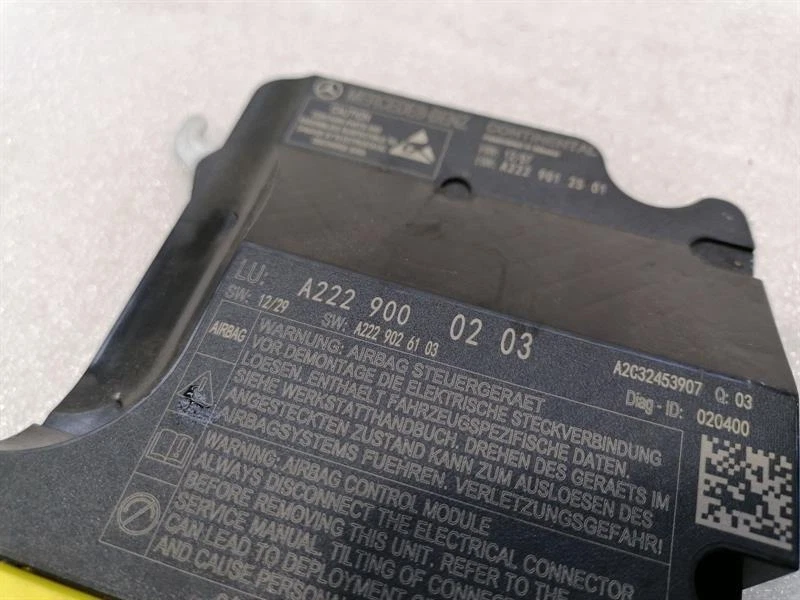 MERCEDES-BENZ
CONTINENTAL
CAUTION
HW: A222 901 25 01
LU: A222 900 02 03
SW: 12/29 SW: A222 902 61 03
A2C32453907 Q: 03
Diag - ID: 020400
AIRBAG
WARNUNG: AIRBAG STEUERGERAET
VOR DEMONTAGE DIE ELEKTRISCHE STECKVERBINDUNG
LOESEN. ENTHAELT FAHRZEUGSPEZIFISCHE DATEN.
SIEHE WERKSTATTHANDBUCH. DREHEN DES GERAETS IM
ANGESTECKTEN ZUSTAND KANN ZUM AUSLOESEN DES
AIRBAGSYSTEMS FUEHREN. VERLETZUNGSGEFAHR!
WARNING: AIRBAG CONTROL MODULE
ALWAYS DISCONNECT THE ELECTRICAL CONNECTOR
BEFORE REMOVING THIS UNIT. REFER TO THE
SERVICE MANUAL. TILTING OF CONNEC
CAN LEAD TO DEPLOYMENT
AND CAUSE PERSONA